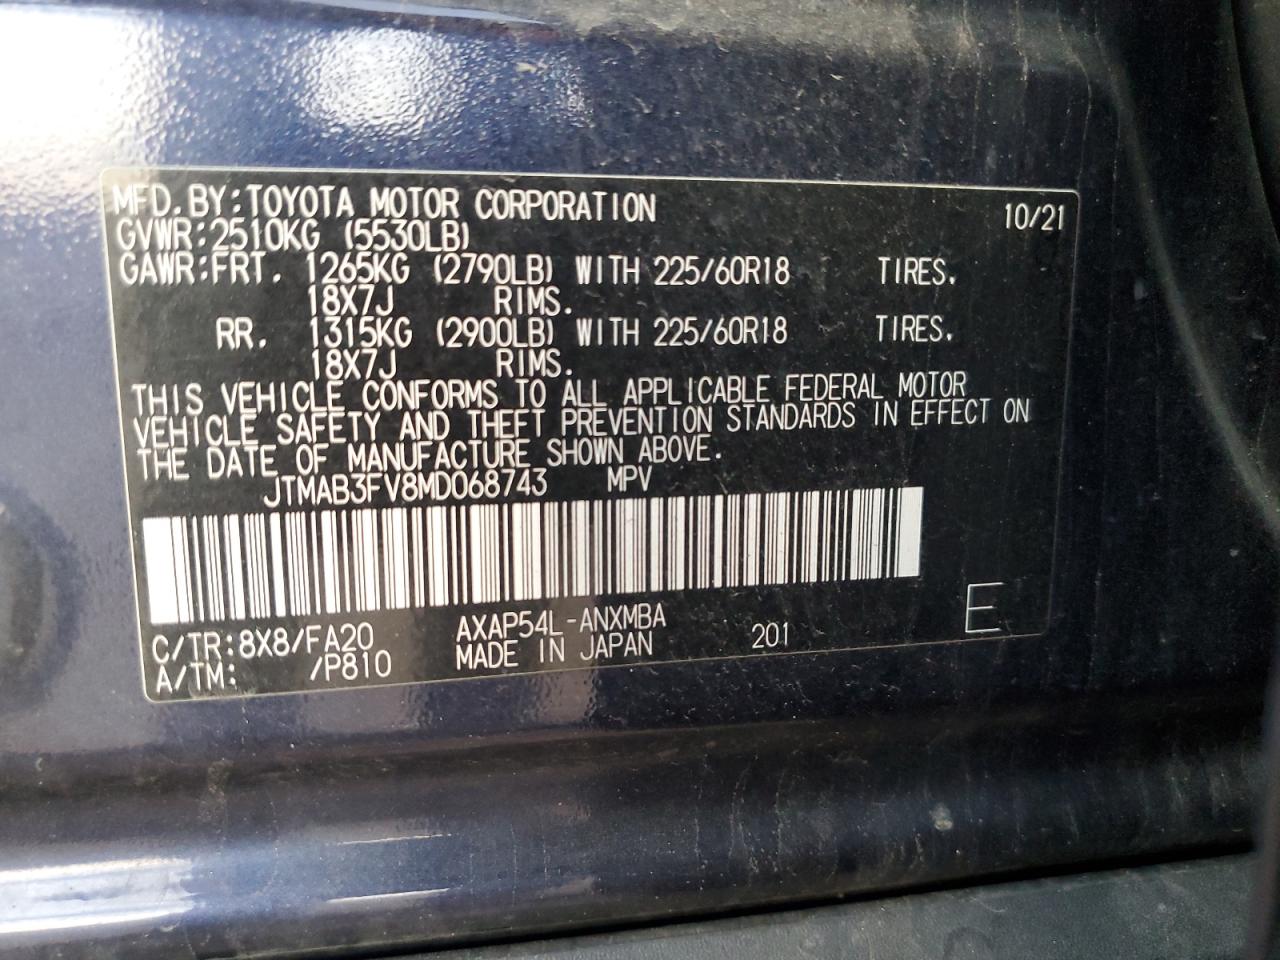 MFD.BY:TOYOTA MOTOR CORPORATION 10/21
GVWR:2510KG (5530LB)
GAWR:FRT. 1265KG (2790LB) WITH 225/60R18 TIRES.
18X7J RIMS.
RR. 1315KG (2900LB) WITH 225/60R18 TIRES.
18X7J RIMS.
THIS VEHICLE CONFORMS TO ALL APPLICABLE FEDERAL MOTOR
VEHICLE SAFETY AND THEFT PREVENTION STANDARDS IN EFFECT ON
THE DATE OF MANUFACTURE SHOWN ABOVE.
JTMAB3FV8MD068743 MPV
C/TR:8X8/FA20 AXAP54L-ANXMBA
A/TM: /P810 MADE IN JAPAN 201 E